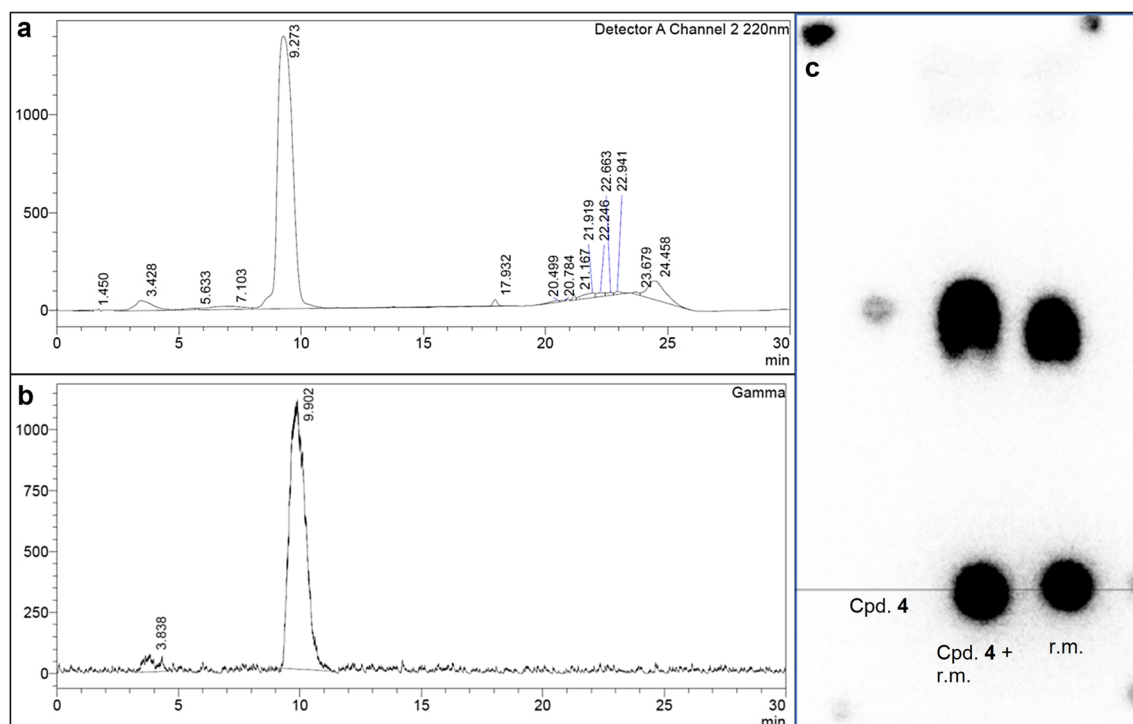 a
Detector A Channel 2 220nm
1000
500
0
1.450
3.428
5.633
7.103
9.273
17.932
20.499
20.784
21.167
21.919
22.246
22.663
22.941
23.679
24.458
0 5 10 15 20 25 30
min
b
Gamma
1000
750
500
250
0
3.838
9.902
0 5 10 15 20 25 30
min
c
Cpd. 4
Cpd. 4 +
r.m.
r.m.